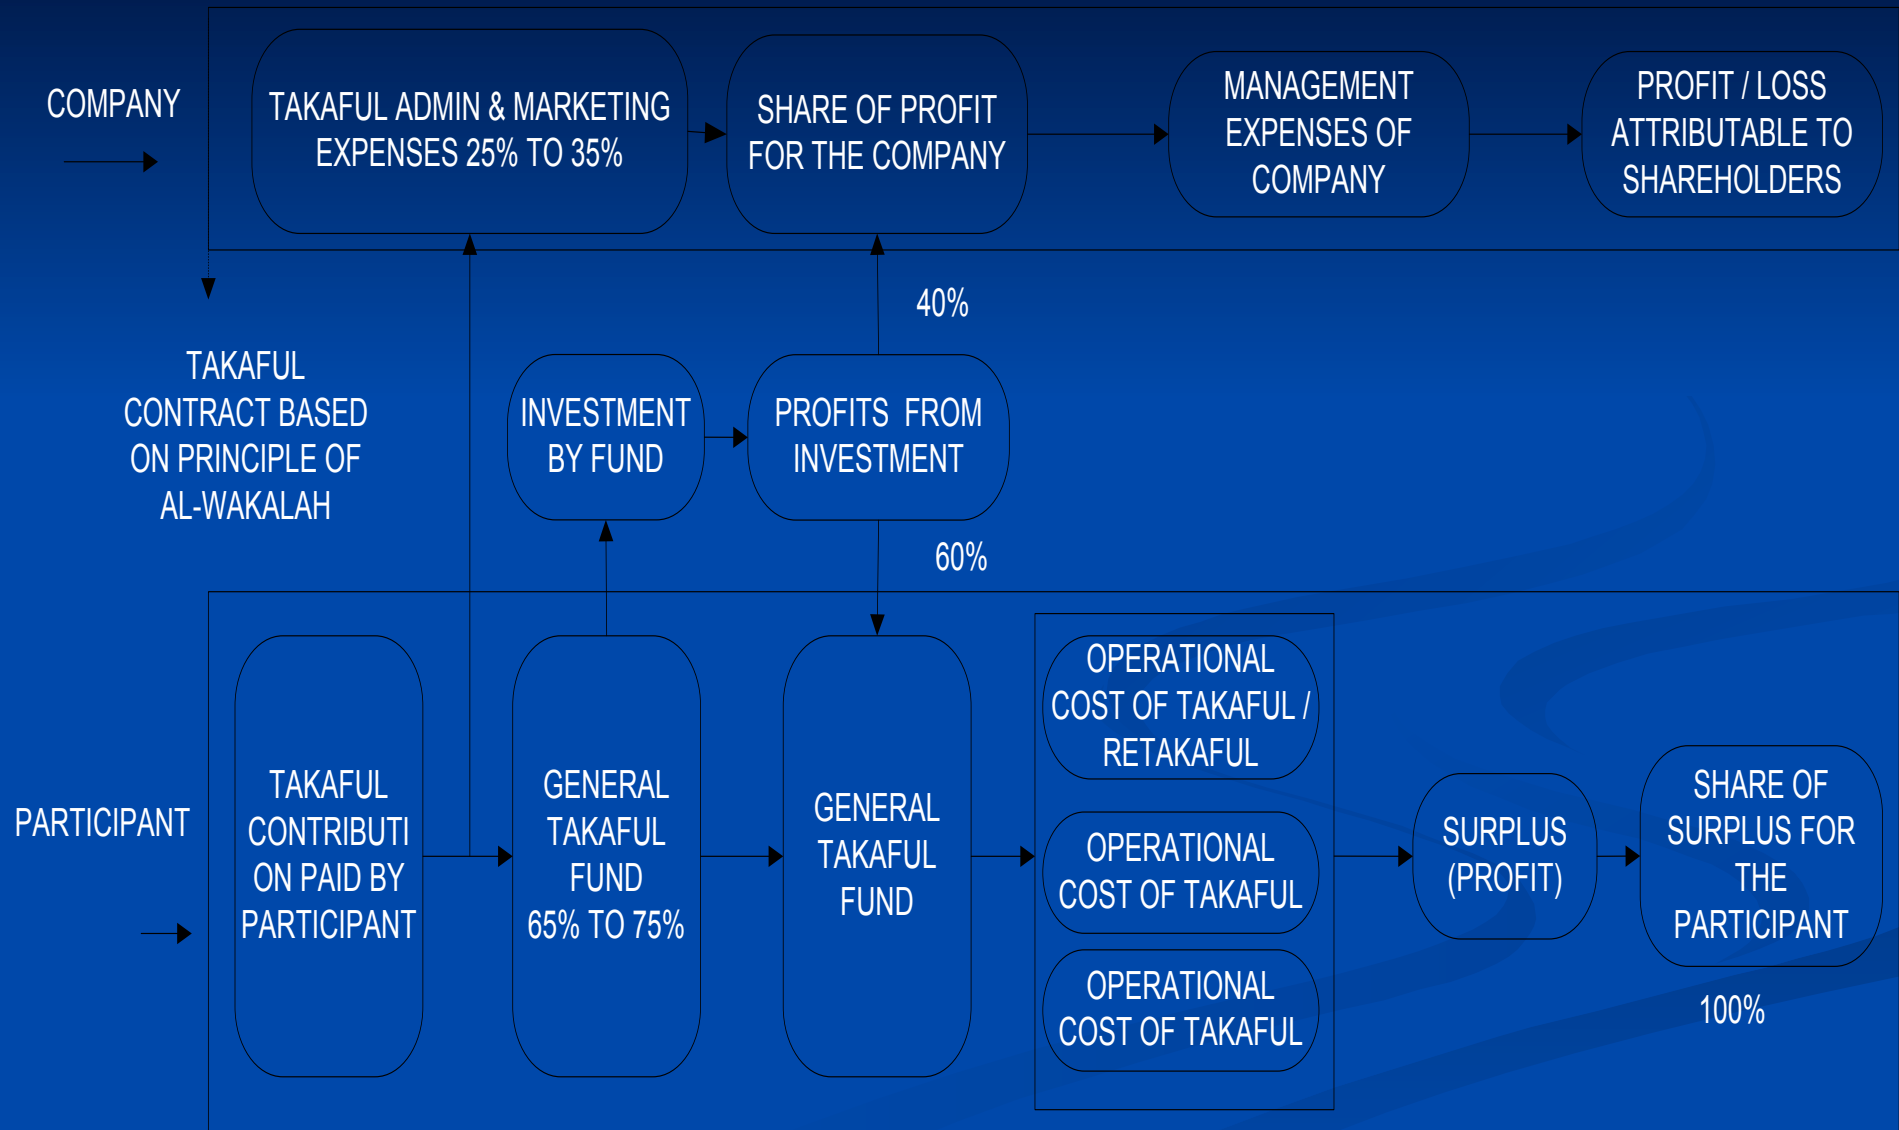 COMPANY
TAKAFUL ADMIN & MARKETING
EXPENSES 25% TO 35%
SHARE OF PROFIT
FOR THE COMPANY
MANAGEMENT
EXPENSES OF
COMPANY
PROFIT / LOSS
ATTRIBUTABLE TO
SHAREHOLDERS
40%
TAKAFUL
CONTRACT BASED
ON PRINCIPLE OF
AL-WAKALAH
INVESTMENT
BY FUND
PROFITS FROM
INVESTMENT
60%
PARTICIPANT
TAKAFUL
CONTRIBUTI
ON PAID BY
PARTICIPANT
GENERAL
TAKAFUL
FUND
65% TO 75%
GENERAL
TAKAFUL
FUND
OPERATIONAL
COST OF TAKAFUL /
RETAKAFUL
OPERATIONAL
COST OF TAKAFUL
OPERATIONAL
COST OF TAKAFUL
SURPLUS
(PROFIT)
SHARE OF
SURPLUS FOR
THE
PARTICIPANT
100%